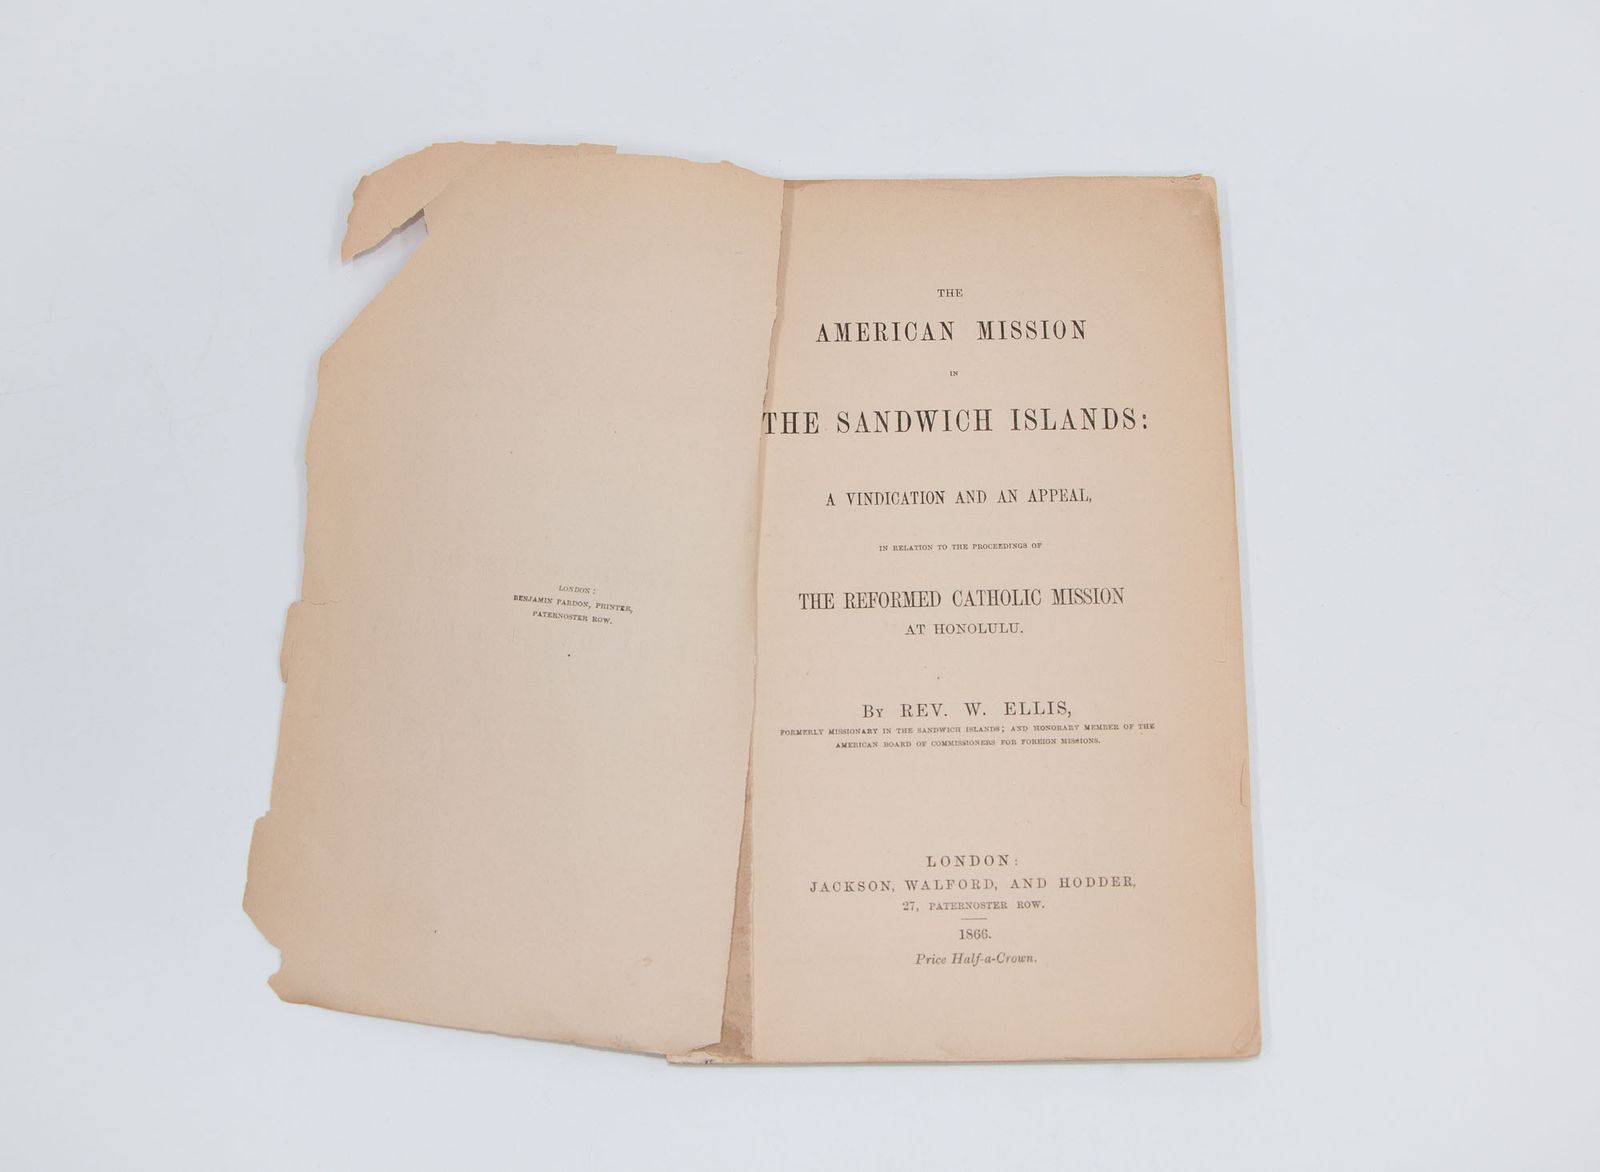 LONDON:
BENJAMIN PARDON, PRINTER,
PATERNOSTER ROW.
THE
AMERICAN MISSION
IN
THE SANDWICH ISLANDS:
A VINDICATION AND AN APPEAL,
IN RELATION TO THE PROCEEDINGS OF
THE REFORMED CATHOLIC MISSION
AT HONOLULU.
BY REV. W. ELLIS,
FORMERLY MISSIONARY IN THE SANDWICH ISLANDS; AND HONORARY MEMBER OF THE
AMERICAN BOARD OF COMMISSIONERS FOR FOREIGN MISSIONS.
LONDON:
JACKSON, WALFORD, AND HODDER,
27, PATERNOSTER ROW.
1866.
Price Half-a-Crown.